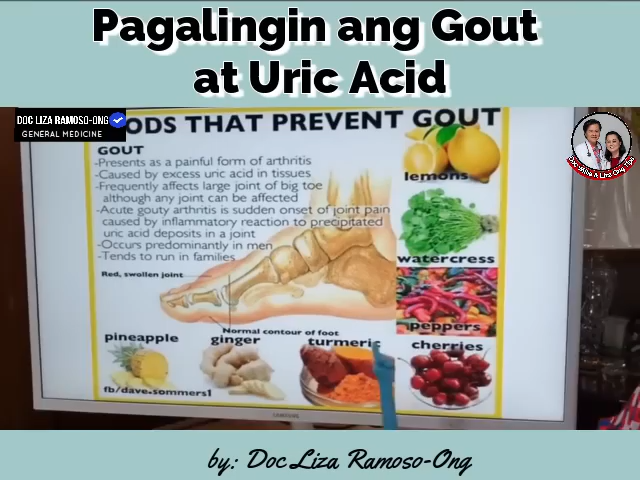 Pagalingin ang Gout
at Uric Acid
DOC LIZA RAMOSO-ONG
GENERAL MEDICINE
ODS THAT PREVENT GOUT
GOUT
-Presents as a painful form of arthritis
-Caused by excess uric acid in tissues
-Frequently affects large joint of big toe
although any joint can be affected
-Acute gouty arthritis is sudden onset of joint pain
caused by inflammatory reaction to precipitated
uric acid deposits in a joint
-Occurs predominantly in men
-Tends to run in families
Red, swollen joint
Normal contour of foot
lemons
watercress
peppers
pineapple
ginger
turmeric
cherries
fb/dave.sommers1
SAMSUNG
by: Doc Liza Ramoso-Ong